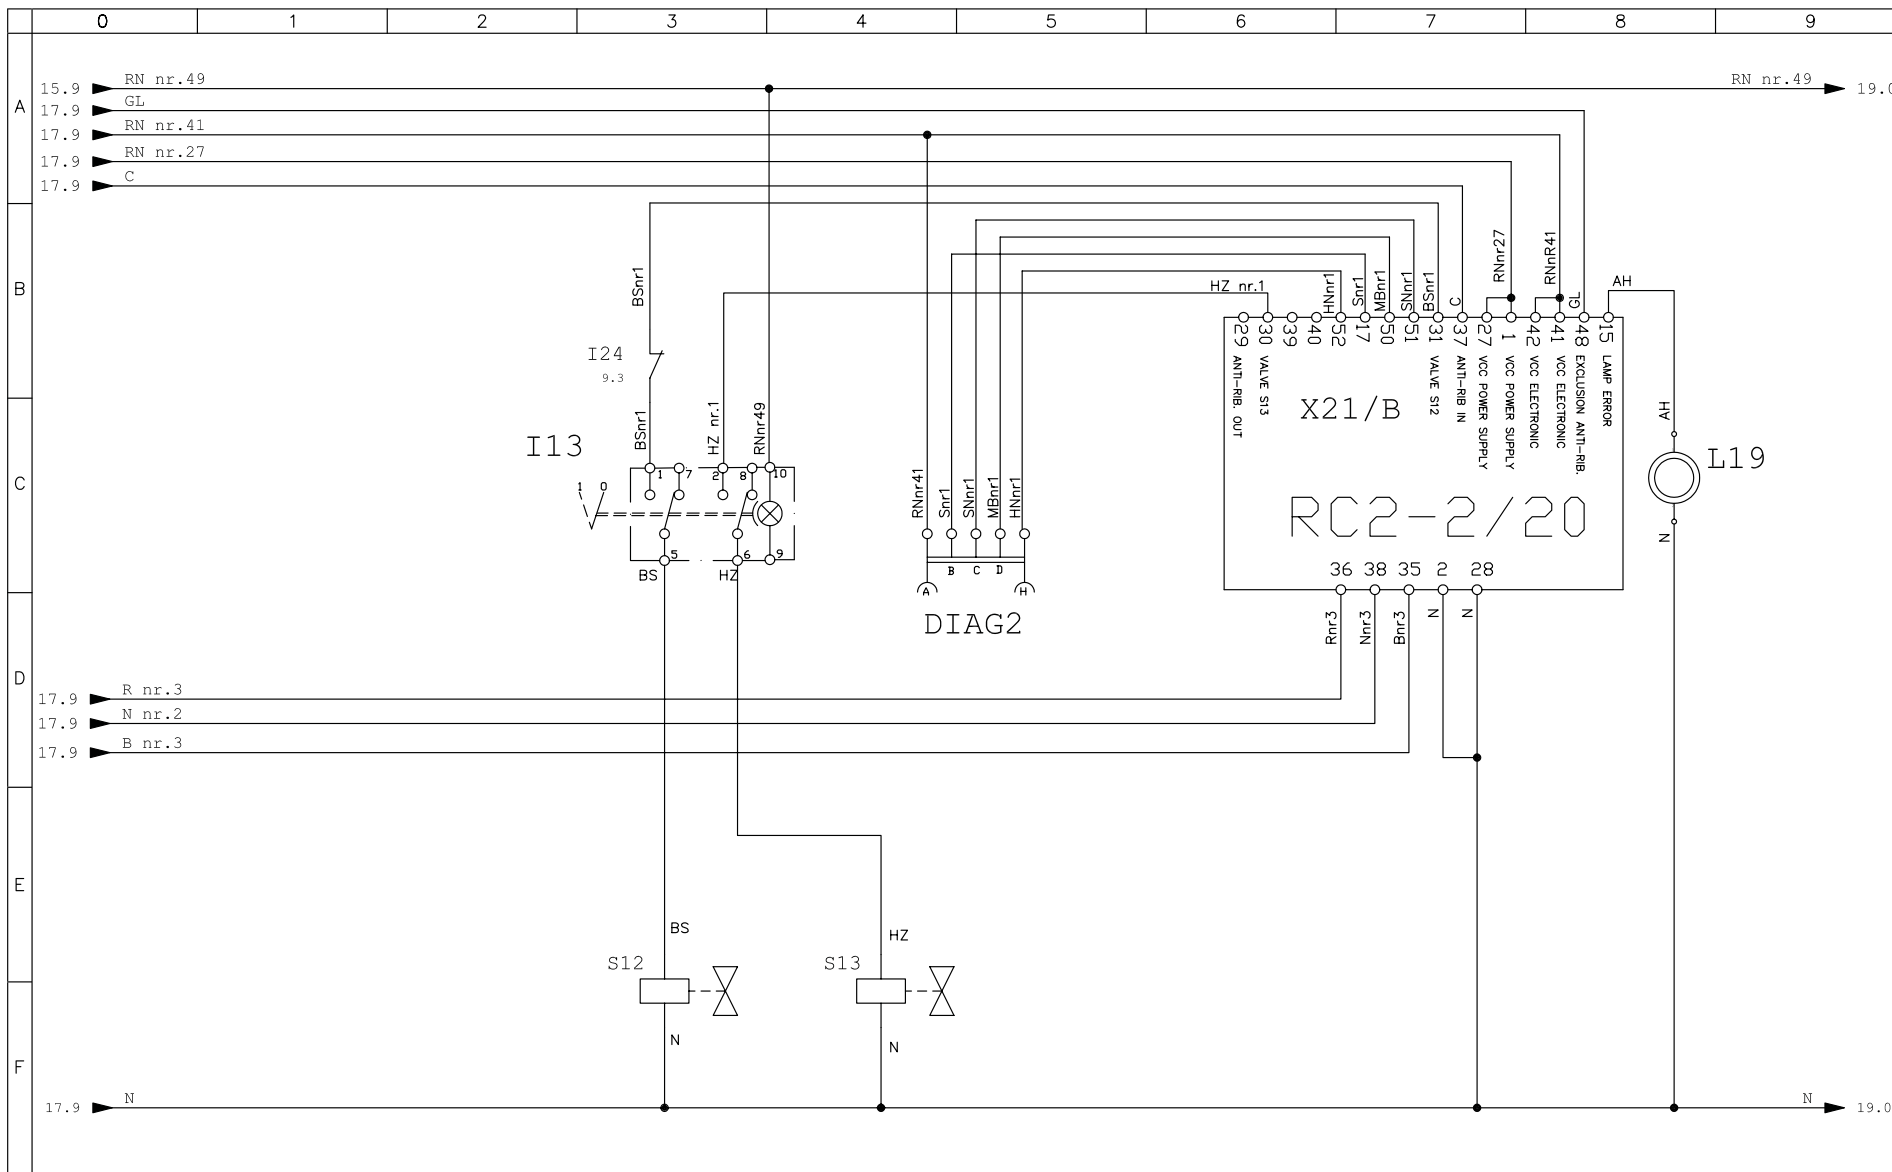 0 1 2 3 4 5 6 7 8 9
A
B
C
D
E
F
15.9 RN nr.49 RN nr.49 19.0
17.9 GL
17.9 RN nr.41
17.9 RN nr.27
17.9 C
BSnr1
I24
9.3
BSnr1
HZ nr.1
RNnr49
HZ nr.1
HNnr1
Snr1
MBnr1
SNnr1
BSnr1
C
RNnr27
RNnR41
GL
AH
29 30 39 40 52 17 50 51 31 37 27 1 42 41 48 15
ANTI-RIB. OUT
VALVE S13
VALVE S12
ANTI-RIB IN
VCC POWER SUPPLY
VCC POWER SUPPLY
VCC ELECTRONIC
VCC ELECTRONIC
EXCLUSION ANTI-RIB.
LAMP ERROR
X21/B
RC2-2/20
36 38 35 2 28
Rnr3
Nnr3
Bnr3
N
N
AH
L19
N
I13
1 0
1 7 2 8 10
5 6 9
BS HZ
RNnr41
Snr1
SNnr1
MBnr1
HNnr1
A B C D H
DIAG2
17.9 R nr.3
17.9 N nr.2
17.9 B nr.3
BS
HZ
S12
S13
N
N
17.9 N N 19.0